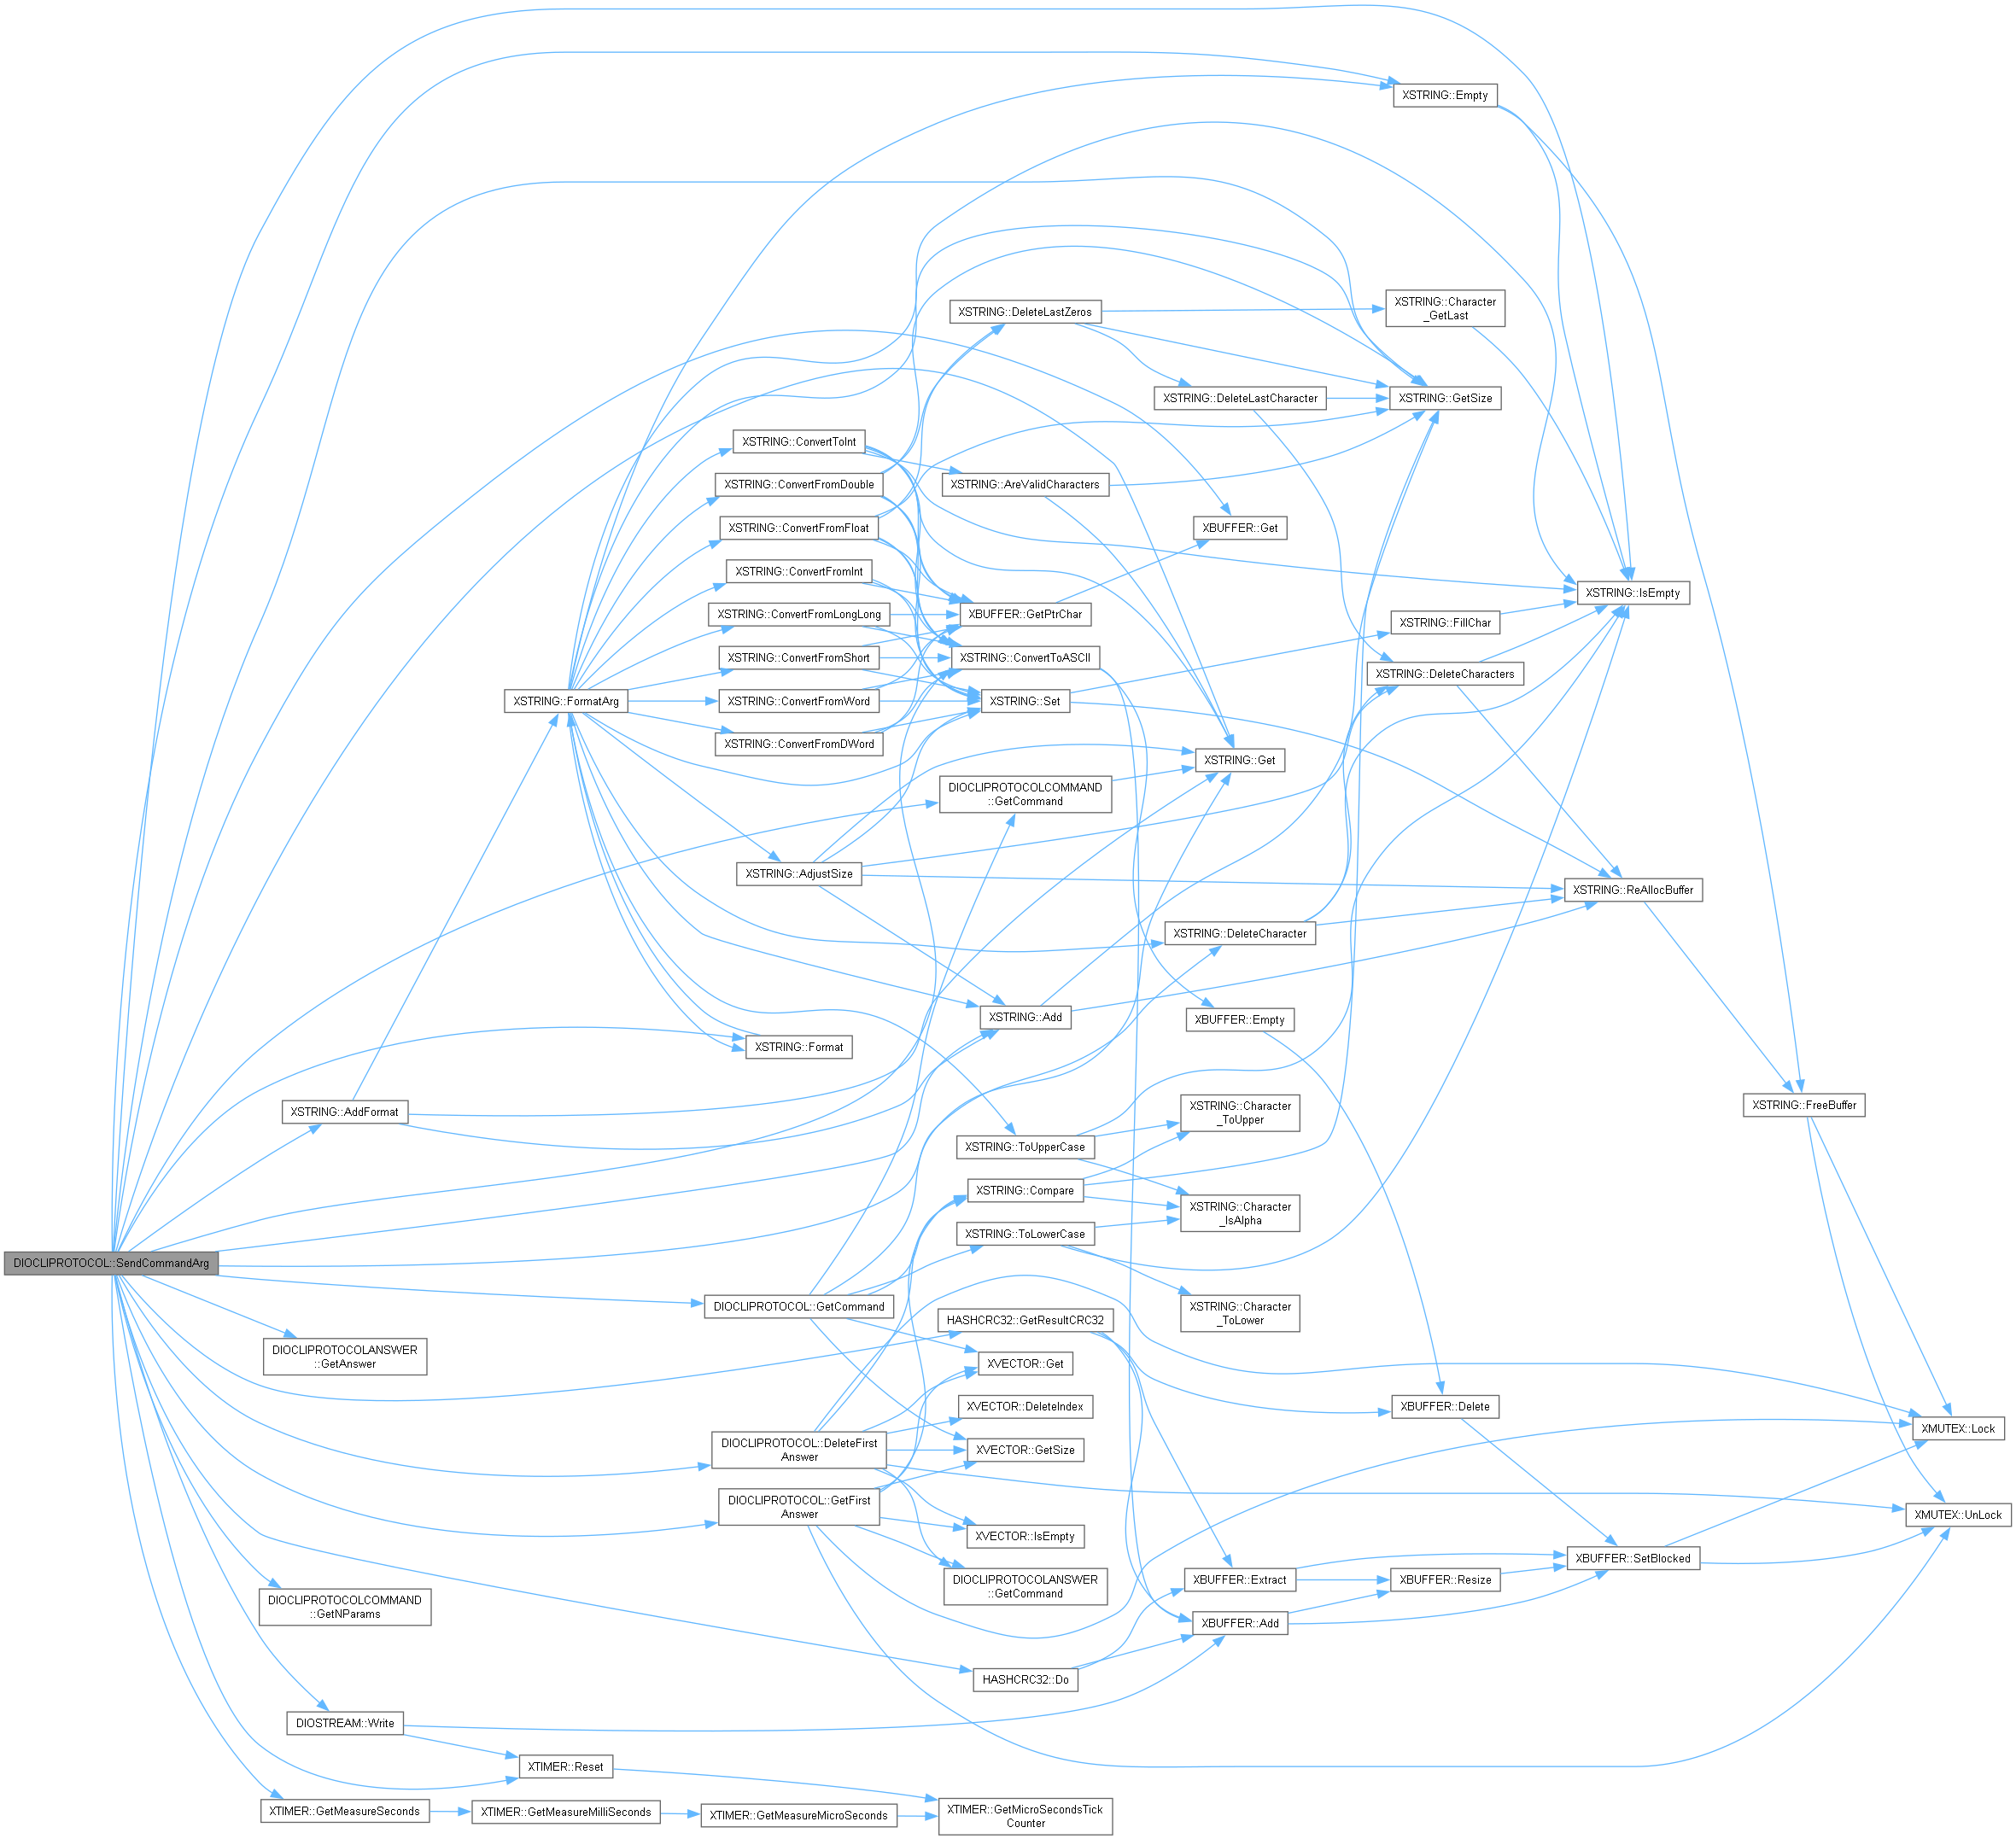 XSTRING::Empty
XSTRING::Character
_GetLast
XSTRING::DeleteLastZeros
XSTRING::DeleteLastCharacter
XSTRING::GetSize
XSTRING::ConvertToInt
XSTRING::ConvertFromDouble
XSTRING::AreValidCharacters
XSTRING::ConvertFromFloat
XBUFFER::Get
XSTRING::ConvertFromInt
XSTRING::IsEmpty
XSTRING::ConvertFromLongLong
XBUFFER::GetPtrChar
XSTRING::FillChar
XSTRING::ConvertFromShort
XSTRING::ConvertToASCII
XSTRING::DeleteCharacters
XSTRING::FormatArg
XSTRING::ConvertFromWord
XSTRING::Set
XSTRING::ConvertFromDWord
XSTRING::Get
DIOCLIPROTOCOLCOMMAND
::GetCommand
XSTRING::AdjustSize
XSTRING::ReAllocBuffer
XSTRING::DeleteCharacter
XSTRING::Add
XBUFFER::Empty
XSTRING::Format
XSTRING::AddFormat
XSTRING::FreeBuffer
XSTRING::Character
_ToUpper
XSTRING::ToUpperCase
XSTRING::Compare
XSTRING::Character
_IsAlpha
XSTRING::ToLowerCase
DIOCLIPROTOCOL::SendCommandArg
DIOCLIPROTOCOL::GetCommand
XSTRING::Character
_ToLower
HASHCRC32::GetResultCRC32
DIOCLIPROTOCOLANSWER
::GetAnswer
XVECTOR::Get
XVECTOR::DeleteIndex
XBUFFER::Delete
XMUTEX::Lock
DIOCLIPROTOCOL::DeleteFirst
Answer
XVECTOR::GetSize
DIOCLIPROTOCOL::GetFirst
Answer
XMUTEX::UnLock
XVECTOR::IsEmpty
XBUFFER::SetBlocked
DIOCLIPROTOCOLANSWER
::GetCommand
XBUFFER::Extract
XBUFFER::Resize
DIOCLIPROTOCOLCOMMAND
::GetNParams
XBUFFER::Add
HASHCRC32::Do
DIOSTREAM::Write
XTIMER::Reset
XTIMER::GetMeasureSeconds
XTIMER::GetMeasureMilliSeconds
XTIMER::GetMeasureMicroSeconds
XTIMER::GetMicroSecondsTick
Counter